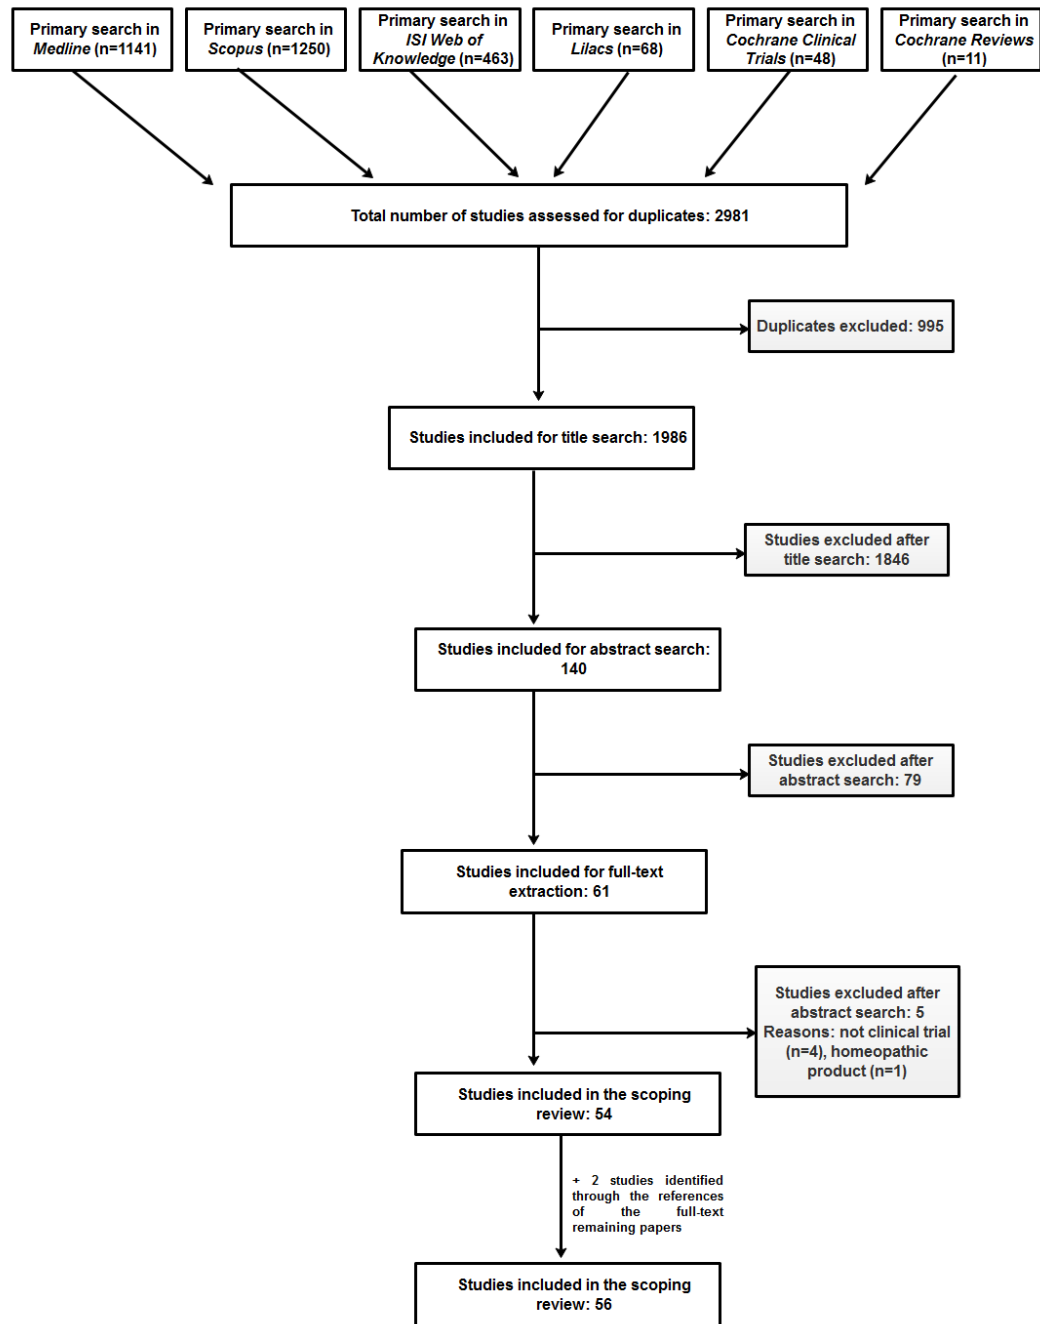 Primary search in
Medline (n=1141)
Primary search in
Scopus (n=1250)
Primary search in
ISI Web of
Knowledge (n=463)
Primary search in
Lilacs (n=68)
Primary search in
Cochrane Clinical
Trials (n=48)
Primary search in
Cochrane Reviews
(n=11)
Total number of studies assessed for duplicates: 2981
Duplicates excluded: 995
Studies included for title search: 1986
Studies excluded after
title search: 1846
Studies included for abstract search:
140
Studies excluded after
abstract search: 79
Studies included for full-text
extraction: 61
Studies excluded after
abstract search: 5
Reasons: not clinical trial
(n=4), homeopathic
product (n=1)
Studies included in the scoping
review: 54
+ 2 studies identified
through the references
of the full-text
remaining papers
Studies included in the scoping
review: 56